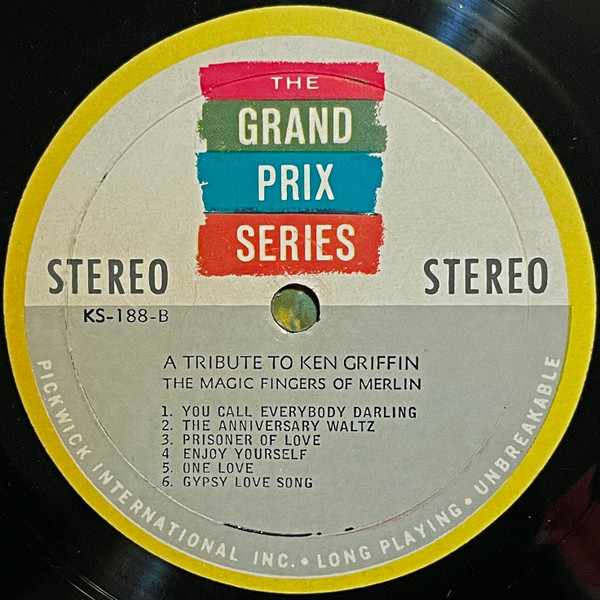 THE
GRAND
PRIX
SERIES
STEREO
STEREO
KS-188-B
A TRIBUTE TO KEN GRIFFIN
THE MAGIC FINGERS OF MERLIN
1. YOU CALL EVERYBODY DARLING
2. THE ANNIVERSARY WALTZ
3. PRISONER OF LOVE
4 ENJOY YOURSELF
5. ONE LOVE
6. GYPSY LOVE SONG
PICKWICK INTERNATIONAL INC. • LONG PLAYING • UNBREAKABLE